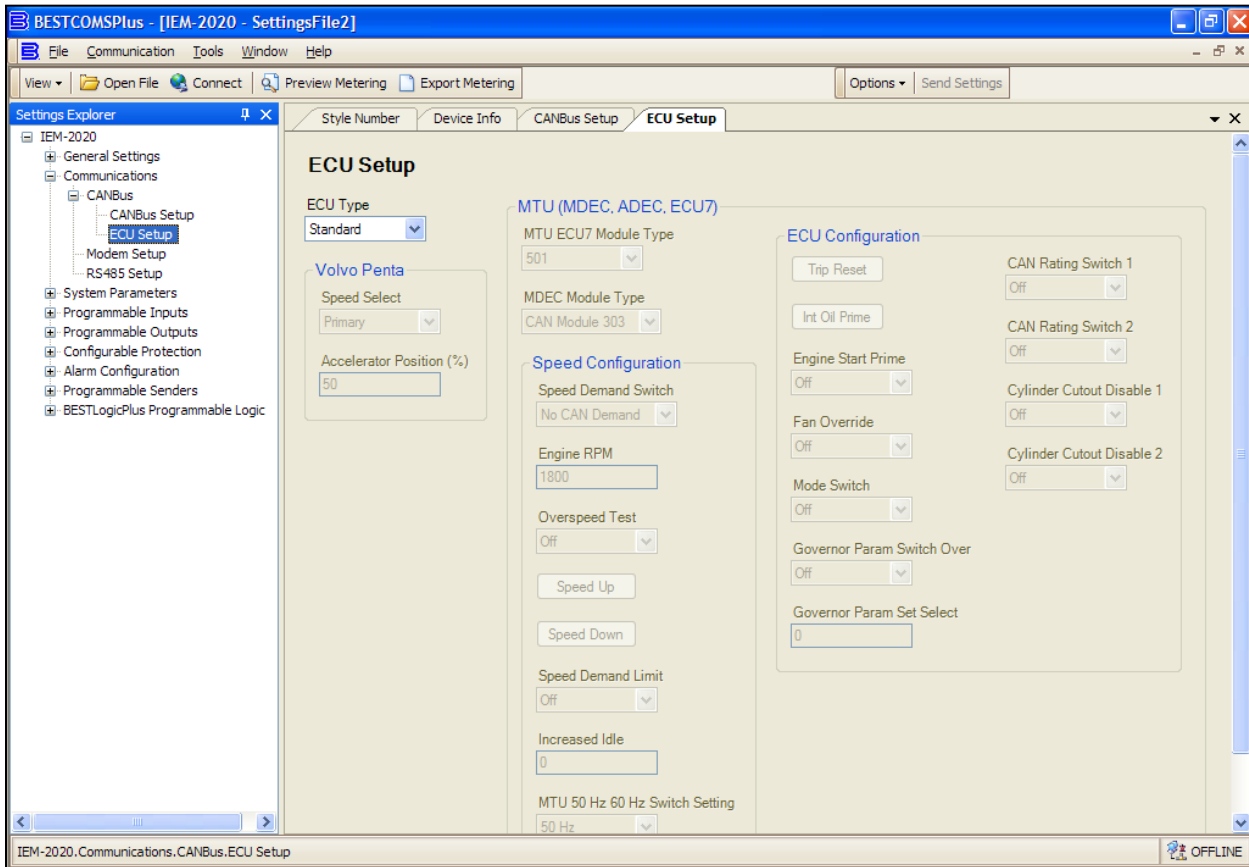 BESTCOMSPlus - [IEM-2020 - SettingsFile2]
File Communication Tools Window Help
View Open File Connect Preview Metering Export Metering Options Send Settings
Settings Explorer
IEM-2020
General Settings
Communications
CANBus
CANBus Setup
ECU Setup
Modem Setup
RS485 Setup
System Parameters
Programmable Inputs
Programmable Outputs
Configurable Protection
Alarm Configuration
Programmable Senders
BESTLogicPlus Programmable Logic
Style Number Device Info CANBus Setup ECU Setup
ECU Setup
ECU Type
Standard
Volvo Penta
Speed Select
Primary
Accelerator Position (%)
50
MTU (MDEC, ADEC, ECU7)
MTU ECU7 Module Type
501
MDEC Module Type
CAN Module 303
Speed Configuration
Speed Demand Switch
No CAN Demand
Engine RPM
1800
Overspeed Test
Off
Speed Up
Speed Down
Speed Demand Limit
Off
Increased Idle
0
MTU 50 Hz 60 Hz Switch Setting
50 Hz
ECU Configuration
Trip Reset
Int Oil Prime
Engine Start Prime
Off
Fan Override
Off
Mode Switch
Off
Governor Param Switch Over
Off
Governor Param Set Select
0
CAN Rating Switch 1
Off
CAN Rating Switch 2
Off
Cylinder Cutout Disable 1
Off
Cylinder Cutout Disable 2
Off
IEM-2020.Communications.CANBus.ECU Setup
OFFLINE